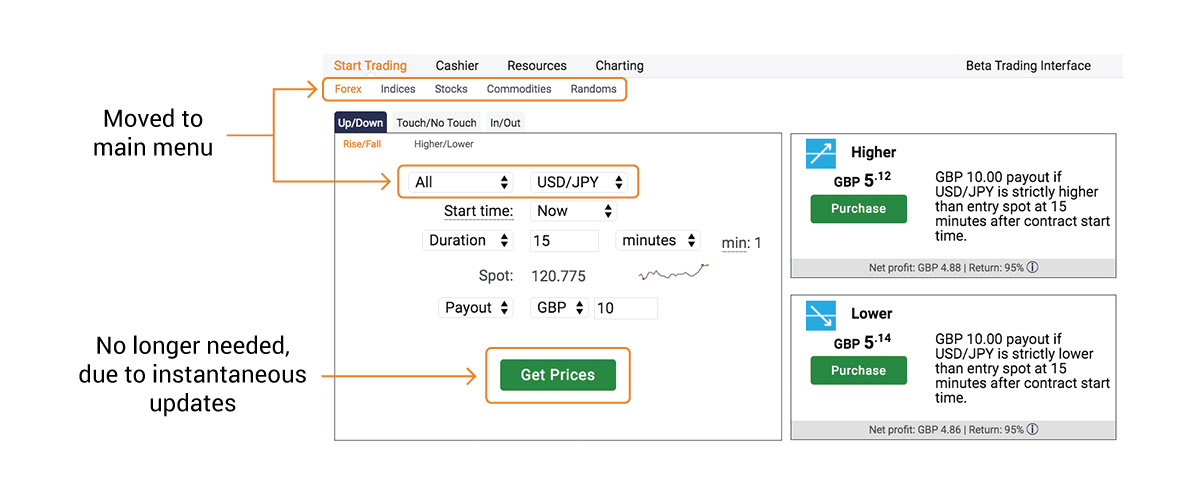 Start Trading Cashier Resources Charting Beta Trading Interface
Forex Indices Stocks Commodities Randoms
Moved to
main menu
Up/Down Touch/No Touch In/Out
Rise/Fall Higher/Lower
All USD/JPY
Start time: Now
Duration 15 minutes min: 1
Spot: 120.775
Payout GBP 10
No longer needed,
due to instantaneous
updates
Get Prices
Higher
GBP 5.12
Purchase
GBP 10.00 payout if
USD/JPY is strictly higher
than entry spot at 15
minutes after contract start
time.
Net profit: GBP 4.88 | Return: 95%
Lower
GBP 5.14
Purchase
GBP 10.00 payout if
USD/JPY is strictly lower
than entry spot at 15
minutes after contract start
time.
Net profit: GBP 4.86 | Return: 95%